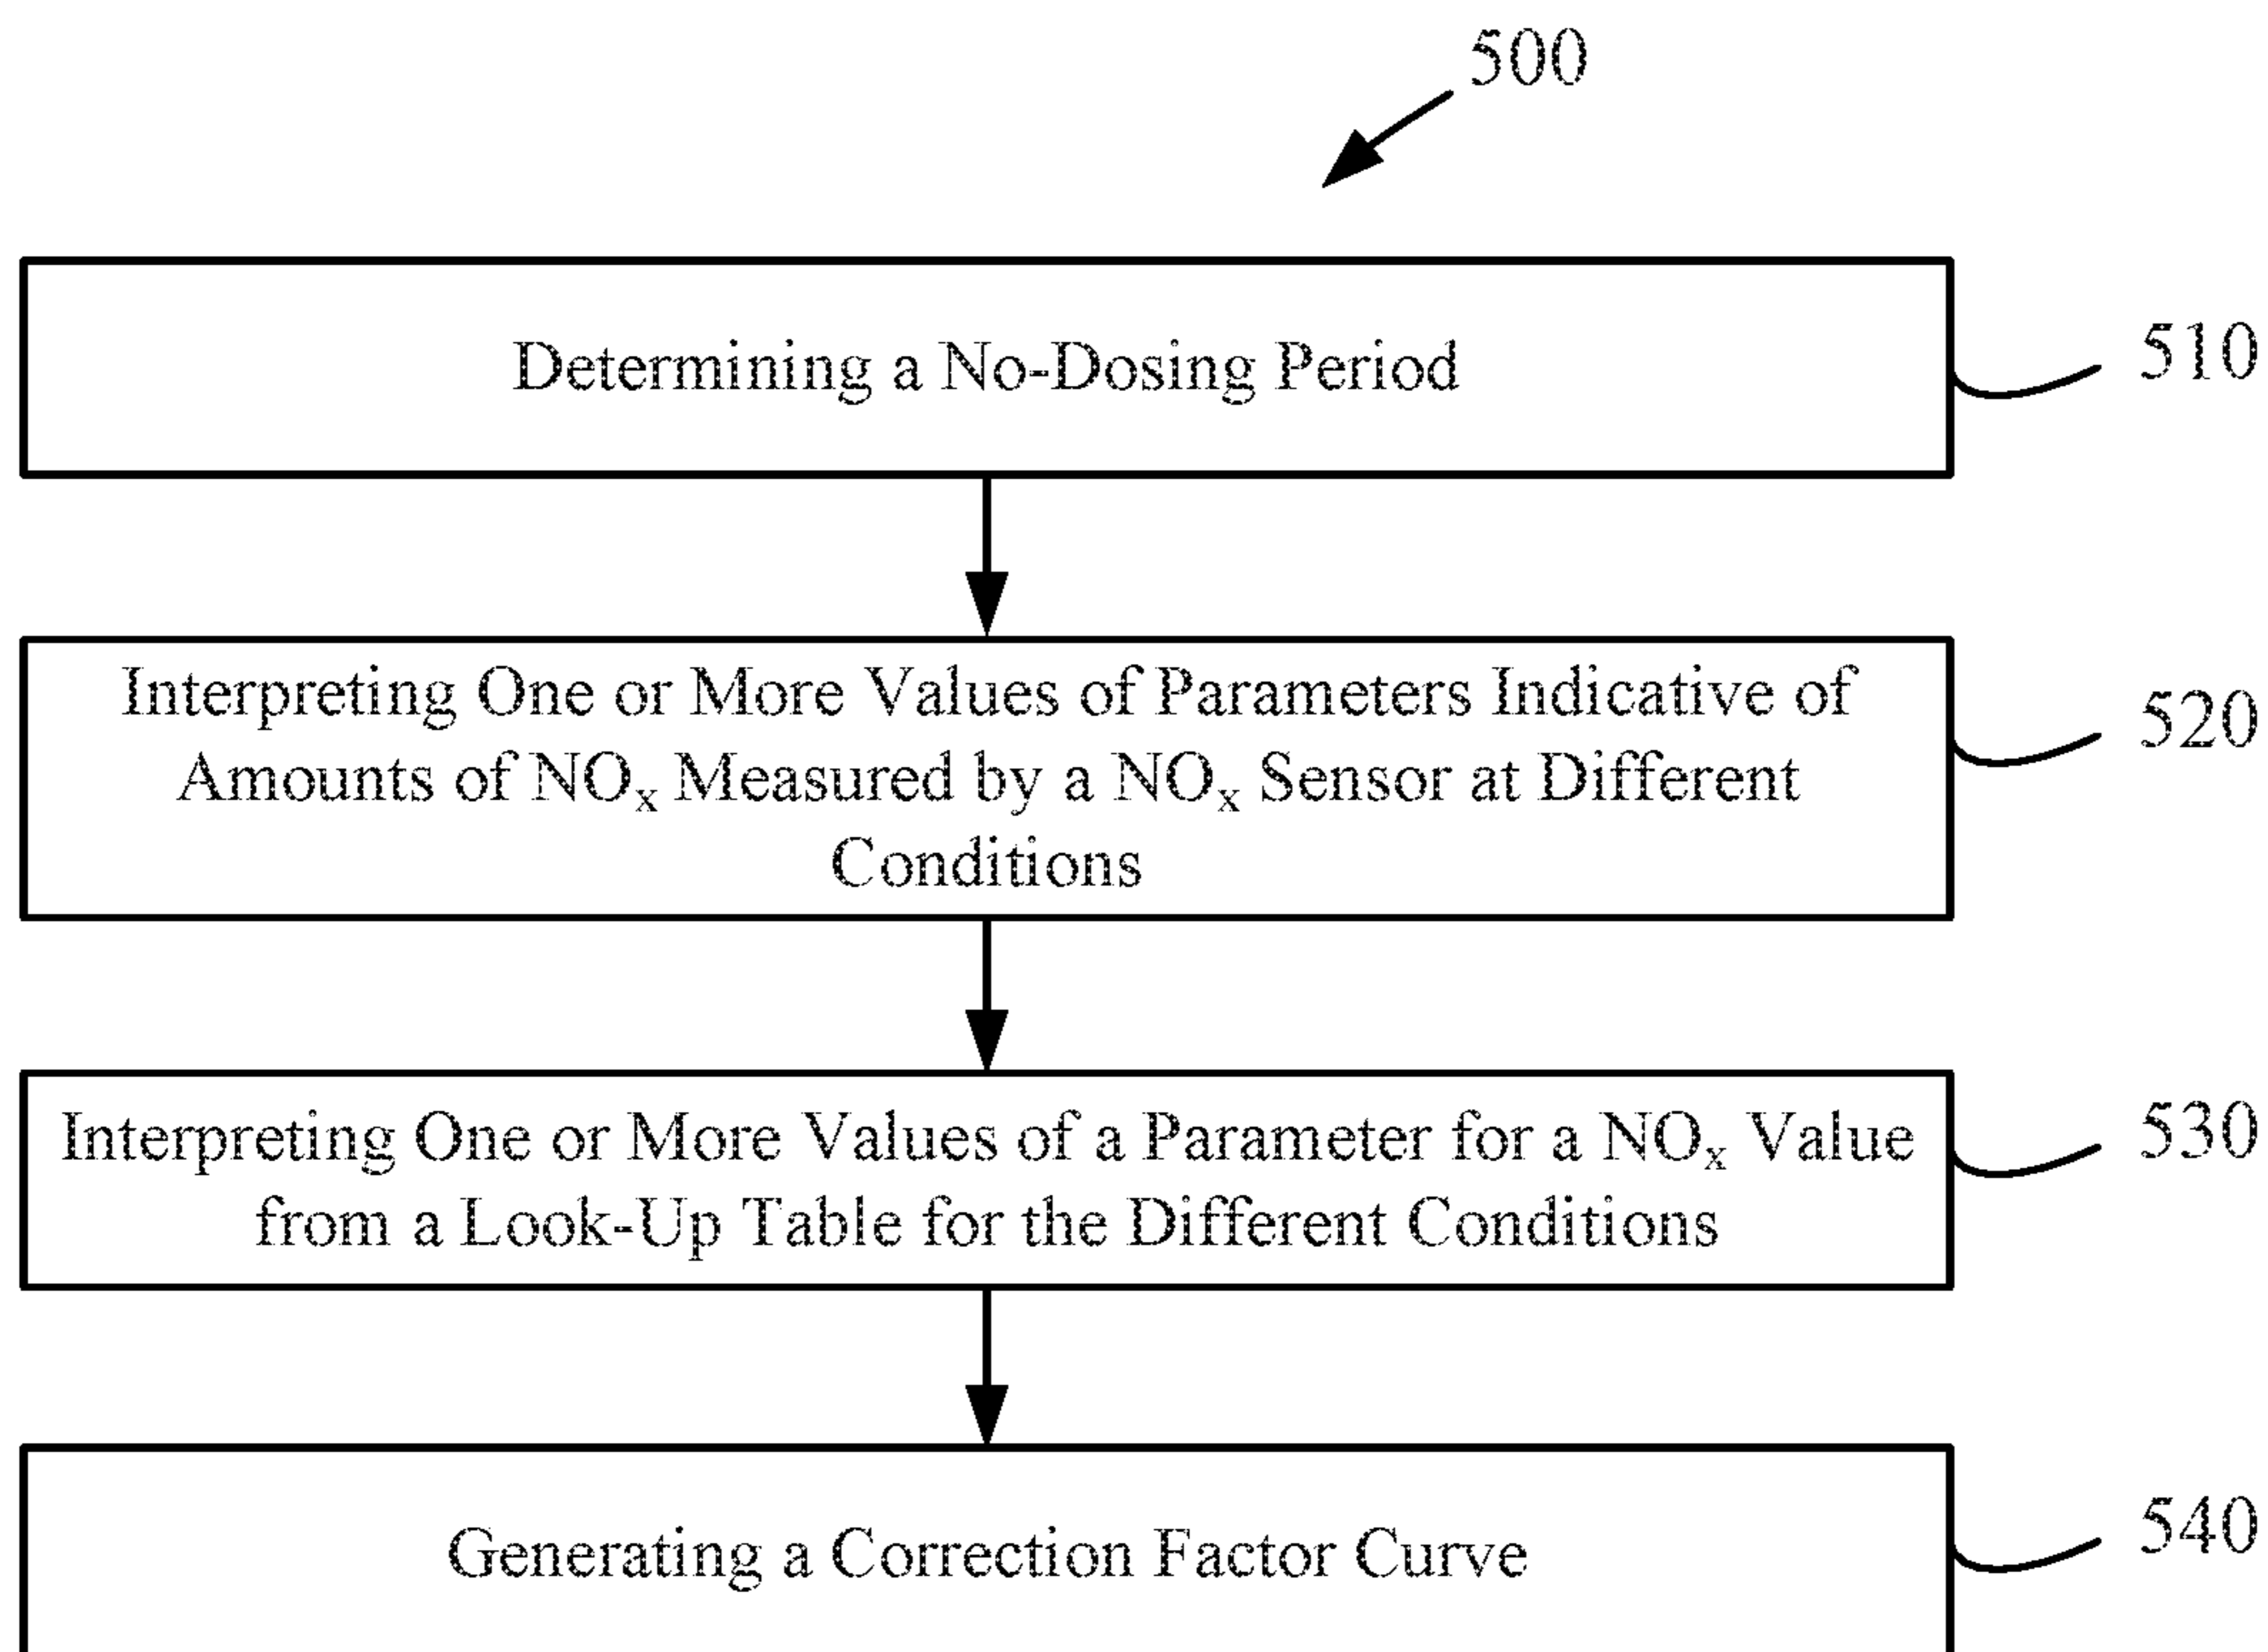 500
Determining a No-Dosing Period
510
Interpreting One or More Values of Parameters Indicative of
Amounts of NOₓ Measured by a NOₓ Sensor at Different
Conditions
520
Interpreting One or More Values of a Parameter for a NOₓ Value
from a Look-Up Table for the Different Conditions
530
Generating a Correction Factor Curve
540